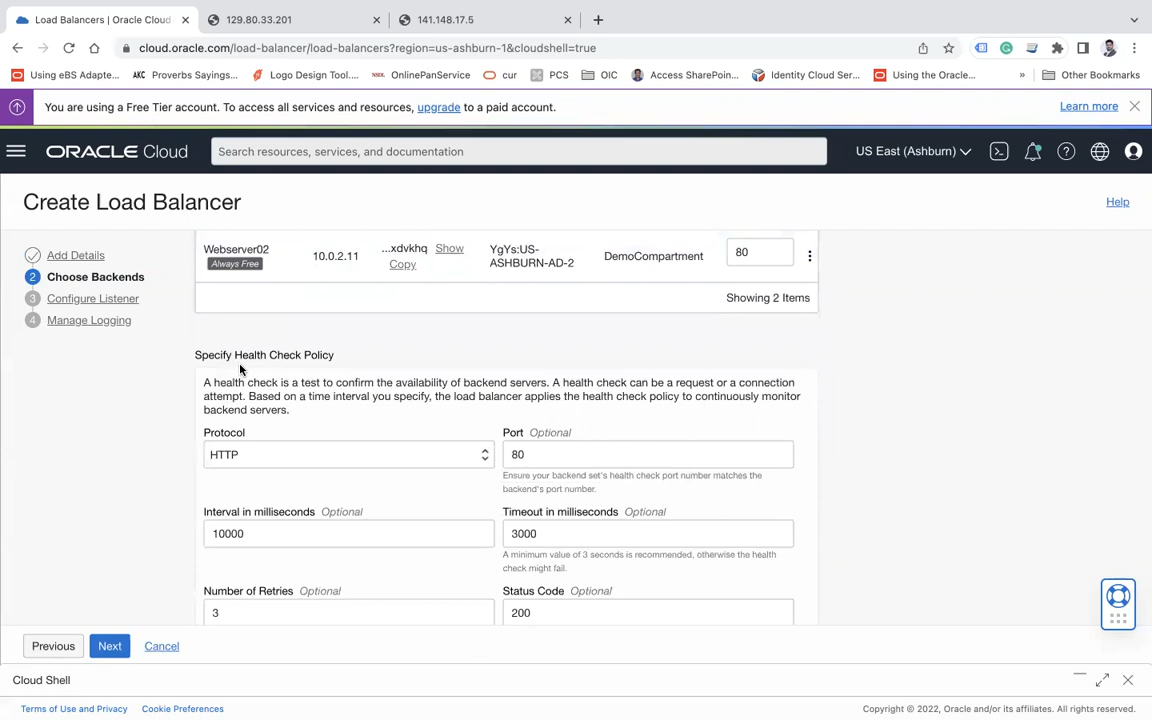 Load Balancers | Oracle Cloud
129.80.33.201
141.148.17.5
cloud.oracle.com/load-balancer/load-balancers?region=us-ashburn-1&cloudshell=true
Using eBS Adapte...
AKC Proverbs Sayings...
Logo Design Tool....
OnlinePanService
cur
PCS
OIC
Access SharePoin...
Identity Cloud Ser...
Using the Oracle...
»
Other Bookmarks
You are using a Free Tier account. To access all services and resources, upgrade to a paid account.
Learn more
ORACLE Cloud
Search resources, services, and documentation
US East (Ashburn)
Create Load Balancer
Help
Add Details
2 Choose Backends
3 Configure Listener
4 Manage Logging
Webserver02
Always Free
10.0.2.11
...xdvkhq Show
Copy
YgYs:US-
ASHBURN-AD-2
DemoCompartment
80
Showing 2 Items
Specify Health Check Policy
A health check is a test to confirm the availability of backend servers. A health check can be a request or a connection
attempt. Based on a time interval you specify, the load balancer applies the health check policy to continuously monitor
backend servers.
Protocol
HTTP
Port Optional
80
Ensure your backend set's health check port number matches the
backend's port number.
Interval in milliseconds Optional
10000
Timeout in milliseconds Optional
3000
A minimum value of 3 seconds is recommended, otherwise the health
check might fail.
Number of Retries Optional
3
Status Code Optional
200
Previous
Next
Cancel
Cloud Shell
Terms of Use and Privacy
Cookie Preferences
Copyright © 2022, Oracle and/or its affiliates. All rights reserved.